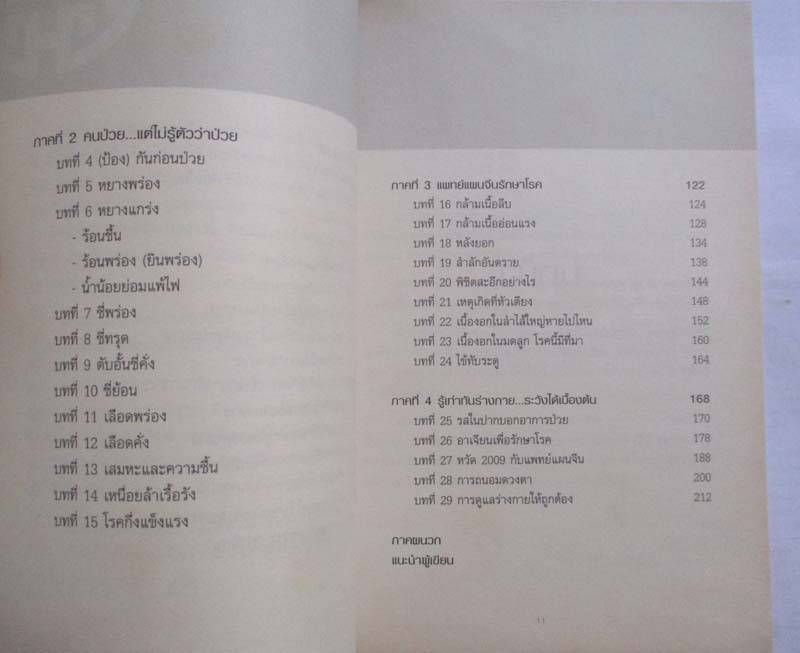 ภาคที่ 2 คนป่วย...แต่ไม่รู้ตัวว่าป่วย
บทที่ 4 (ป้อง) กันก่อนป่วย
บทที่ 5 หยางพร่อง
บทที่ 6 หยางแกร่ง
- ร้อนชื้น
- ร้อนพร่อง (ยินพร่อง)
- น้ำน้อยย่อมแพ้ไฟ
บทที่ 7 ชี่พร่อง
บทที่ 8 ชี่ทรุด
บทที่ 9 ตับอั้นชี่คั่ง
บทที่ 10 ชี่ย้อน
บทที่ 11 เลือดพร่อง
บทที่ 12 เลือดคั่ง
บทที่ 13 เสมหะและความชื้น
บทที่ 14 เหนื่อยล้าเรื้อรัง
บทที่ 15 โรคกึ่งแข็งแรง
ภาคที่ 3 แพทย์แผนจีนรักษาโรค 122
บทที่ 16 กล้ามเนื้อลีบ 124
บทที่ 17 กล้ามเนื้ออ่อนแรง 128
บทที่ 18 หลังยอก 134
บทที่ 19 สำลักอันตราย 138
บทที่ 20 พิชิตสะอึกอย่างไร 144
บทที่ 21 เหตุเกิดที่หัวเตียง 148
บทที่ 22 เนื้องอกในลำไส้ใหญ่หายไปไหน 152
บทที่ 23 เนื้องอกในมดลูก โรคนี้มีที่มา 160
บทที่ 24 ไข้ทับระดู 164
ภาคที่ 4 รู้เท่าทันร่างกาย...ระวังได้เบื้องต้น 168
บทที่ 25 รสในปากบอกอาการป่วย 170
บทที่ 26 อาเจียนเพื่อรักษาโรค 178
บทที่ 27 หวัด 2009 กับแพทย์แผนจีน 188
บทที่ 28 การถนอมดวงตา 200
บทที่ 29 การดูแลร่างกายให้ถูกต้อง 212
ภาคผนวก
แนะนำผู้เขียน
11